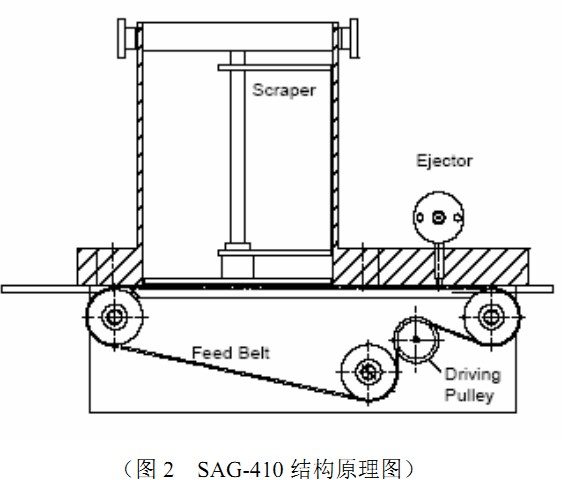 Scraper
Ejector
Feed Belt
Driving
Pulley
（图 2 SAG-410 结构原理图）